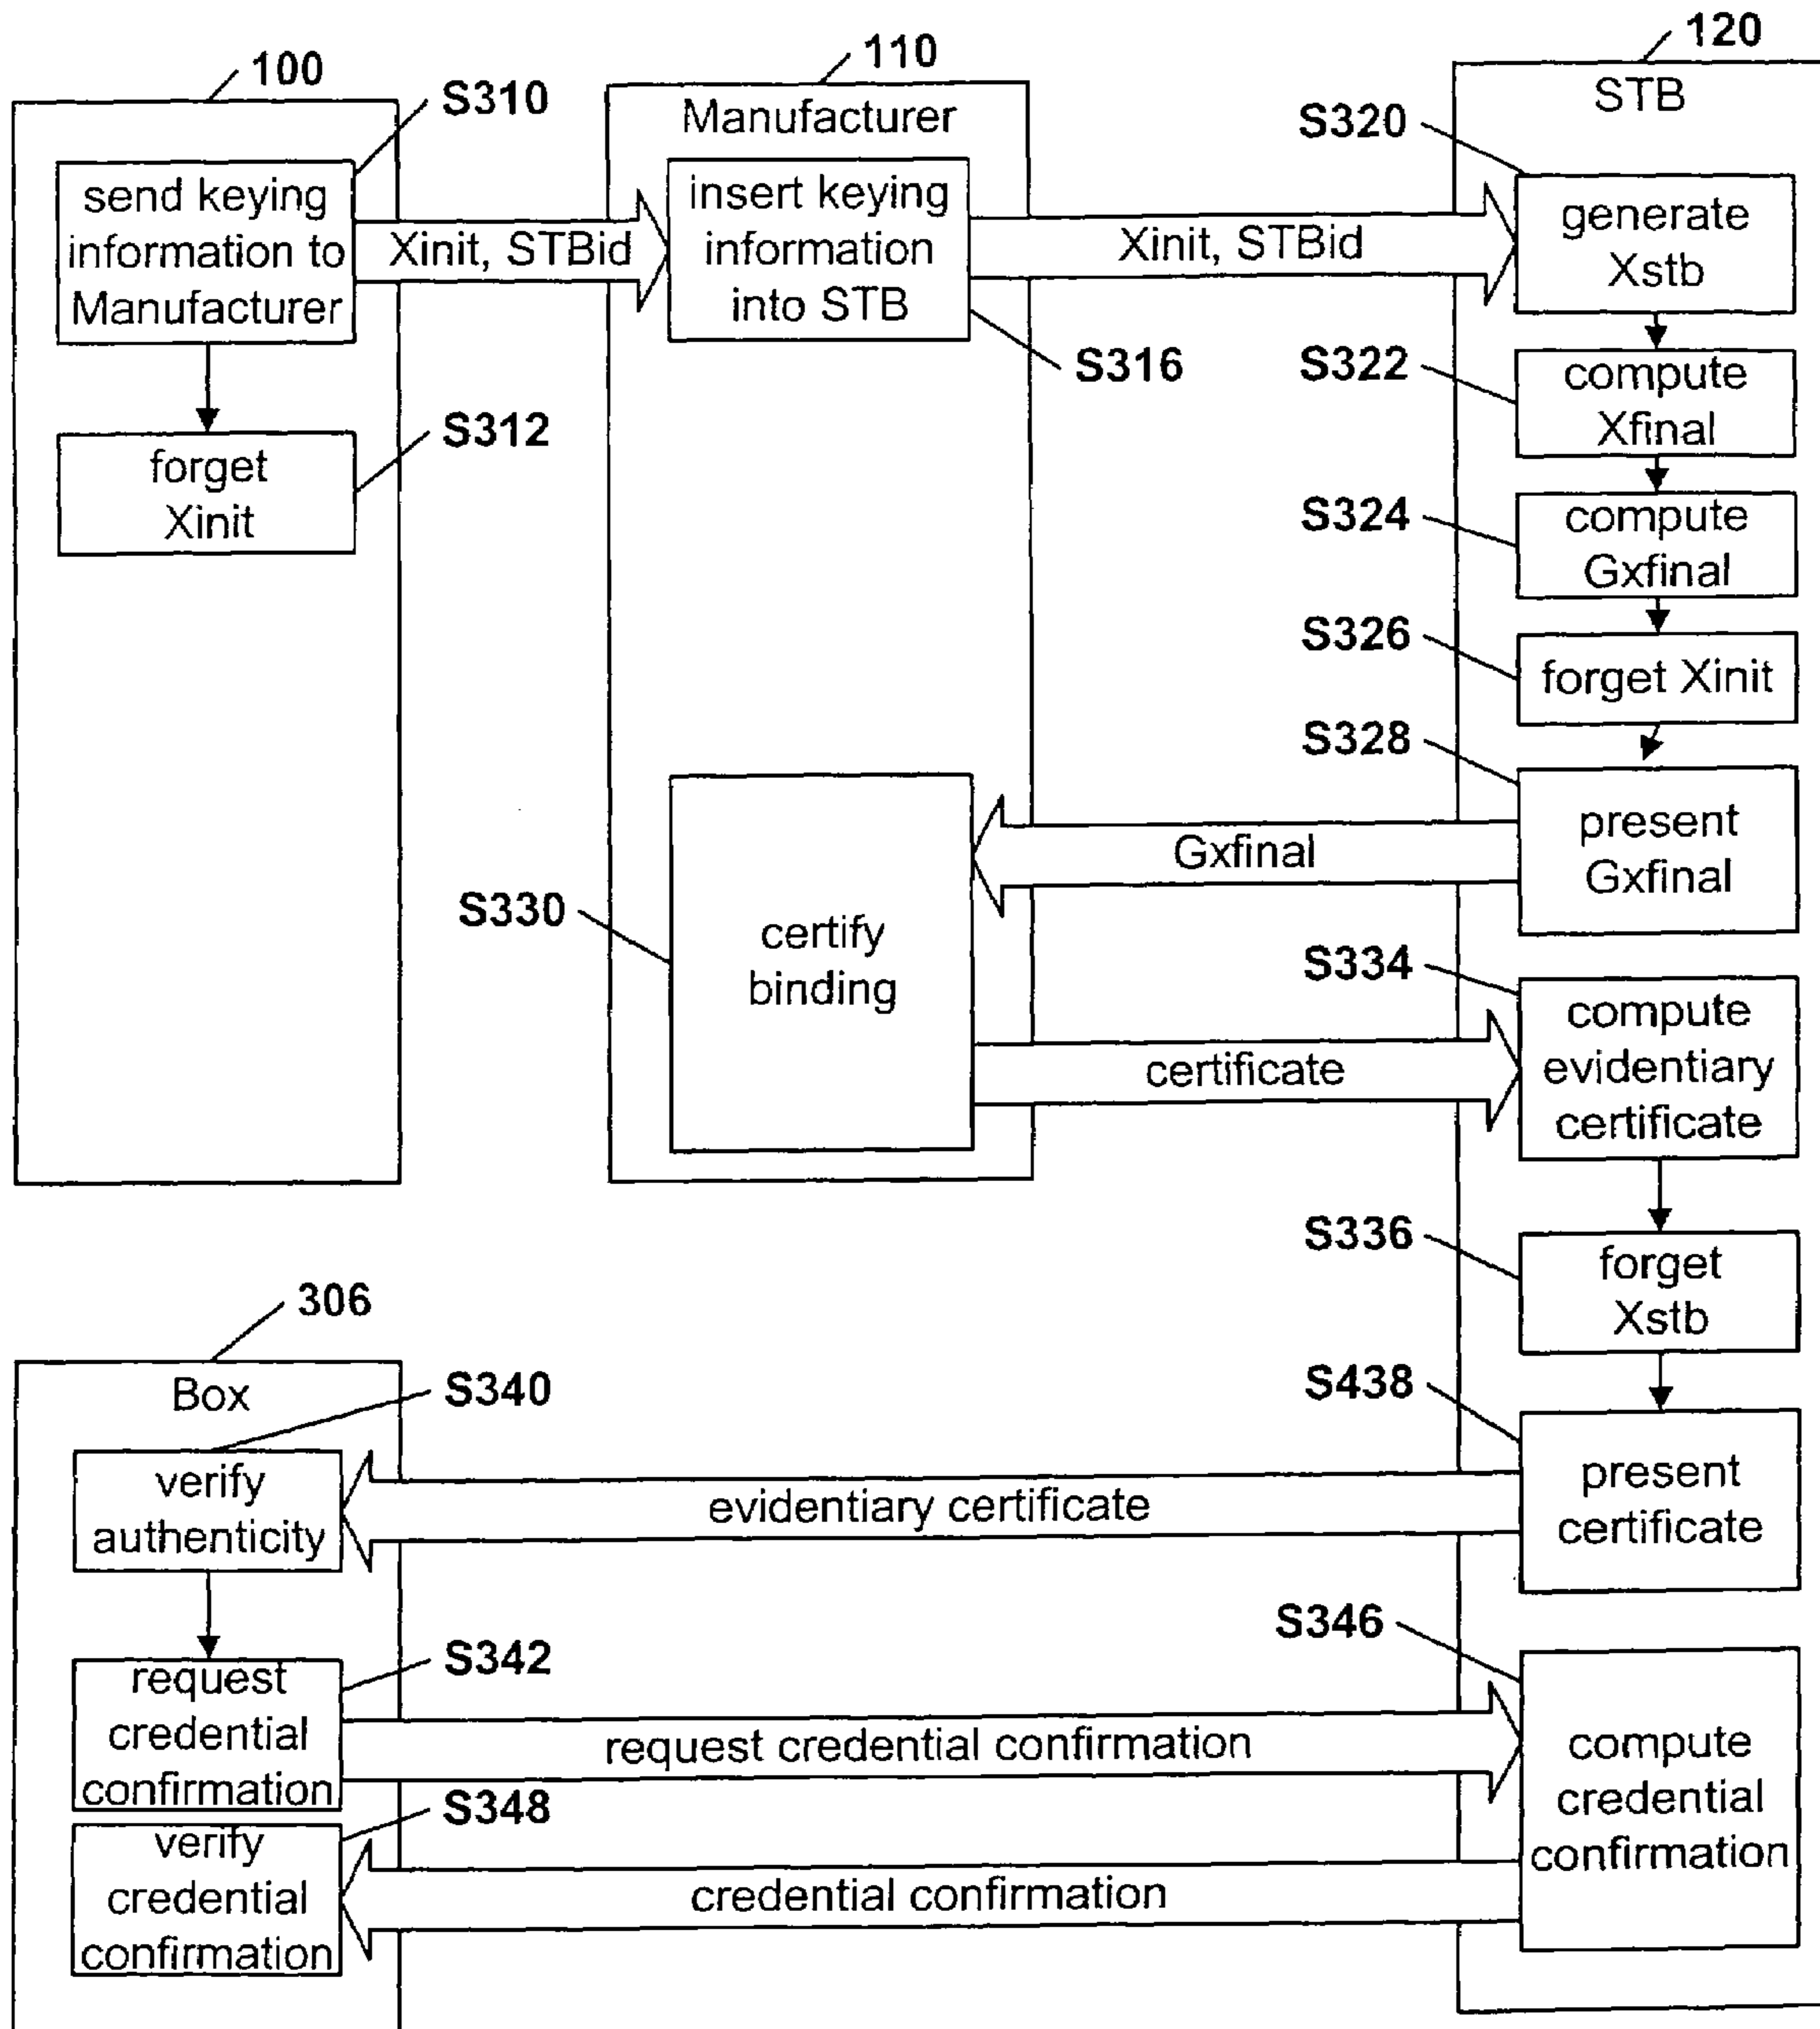 100
S310
send keying
information to
Manufacturer
Xinit, STBid
S312
forget
Xinit
110
Manufacturer
insert keying
information
into STB
S316
Xinit, STBid
120
STB
S320
generate
Xstb
S322
compute
Xfinal
S324
compute
Gxfinal
S326
forget Xinit
S328
present
Gxfinal
Gxfinal
S330
certify
binding
certificate
S334
compute
evidentiary
certificate
S336
forget
Xstb
S438
present
certificate
evidentiary certificate
306
Box
S340
verify
authenticity
S342
request
credential
confirmation
request credential confirmation
S346
compute
credential
confirmation
credential confirmation
S348
verify
credential
confirmation